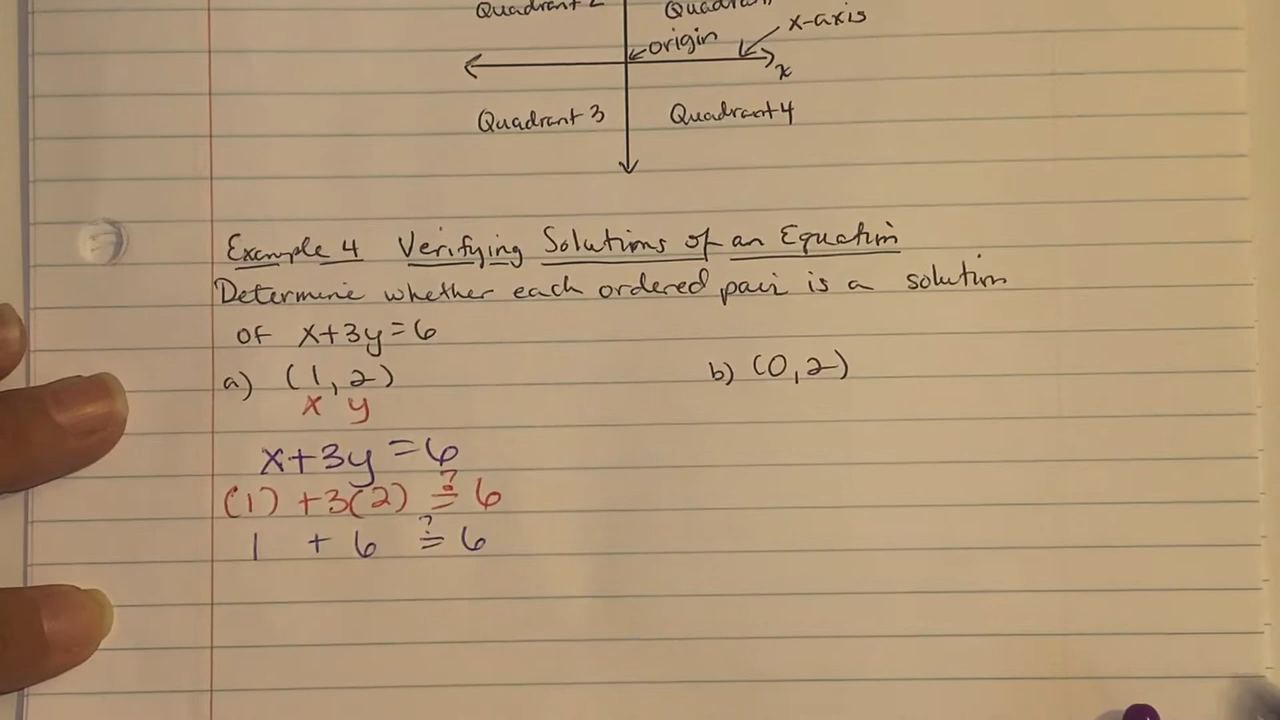 Quadrant 2
Quadrant
x-axis
origin
x
Quadrant 3
Quadrant 4
Example 4 Verifying Solutions of an Equation
Determine whether each ordered pair is a solution
of x+3y=6
a) (1,2)
b) (0,2)
x y
x+3y=6
(1) +3(2) ≟ 6
1 + 6 ≟ 6